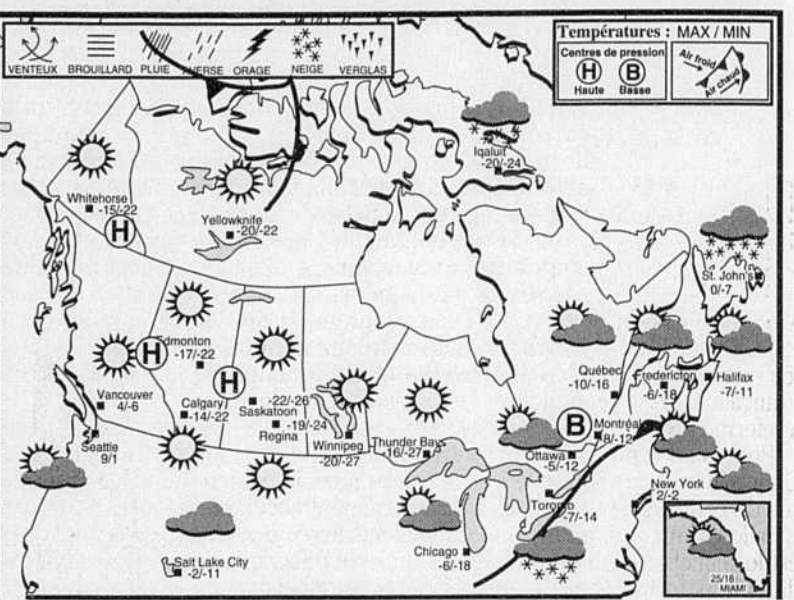 Températures : MAX / MIN
Centres de pression
H
Haute
B
Basse
Air froid
Air chaud
VENTEUX
BROUILLARD
PLUIE
AVERSE
ORAGE
NEIGE
VERGLAS
Iqaluit
-20/-24
Whitehorse
-15/-22
H
Yellowknife
-20/-22
St. John's
0/-7
Edmonton
-17/-22
H
H
Vancouver
4/-6
Calgary
-14/-22
-22/-26
Saskatoon
-19/-24
Regina
Winnipeg
-20/-27
Thunder Bay
-16/-27
Québec
-10/-16
Fredericton
-6/-18
Halifax
-7/-11
B
Montréal
-8/-12
Ottawa
-5/-12
Seattle
9/1
Toronto
-7/-14
New York
2/-2
Chicago
-6/-18
Salt Lake City
-2/-11
25/16
MIAMI